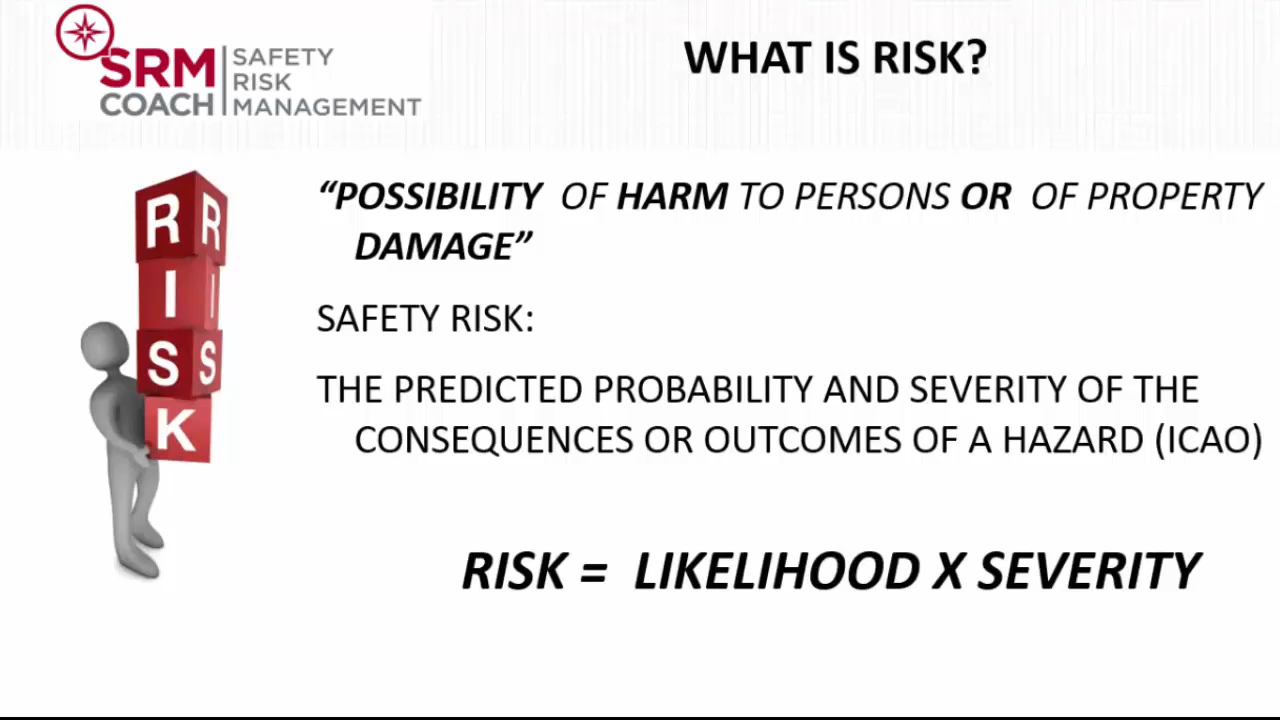 SRM
COACH
SAFETY
RISK
MANAGEMENT
WHAT IS RISK?
R R
I I
S S
K
“POSSIBILITY OF HARM TO PERSONS OR OF PROPERTY
DAMAGE”
SAFETY RISK:
THE PREDICTED PROBABILITY AND SEVERITY OF THE
CONSEQUENCES OR OUTCOMES OF A HAZARD (ICAO)
RISK = LIKELIHOOD X SEVERITY